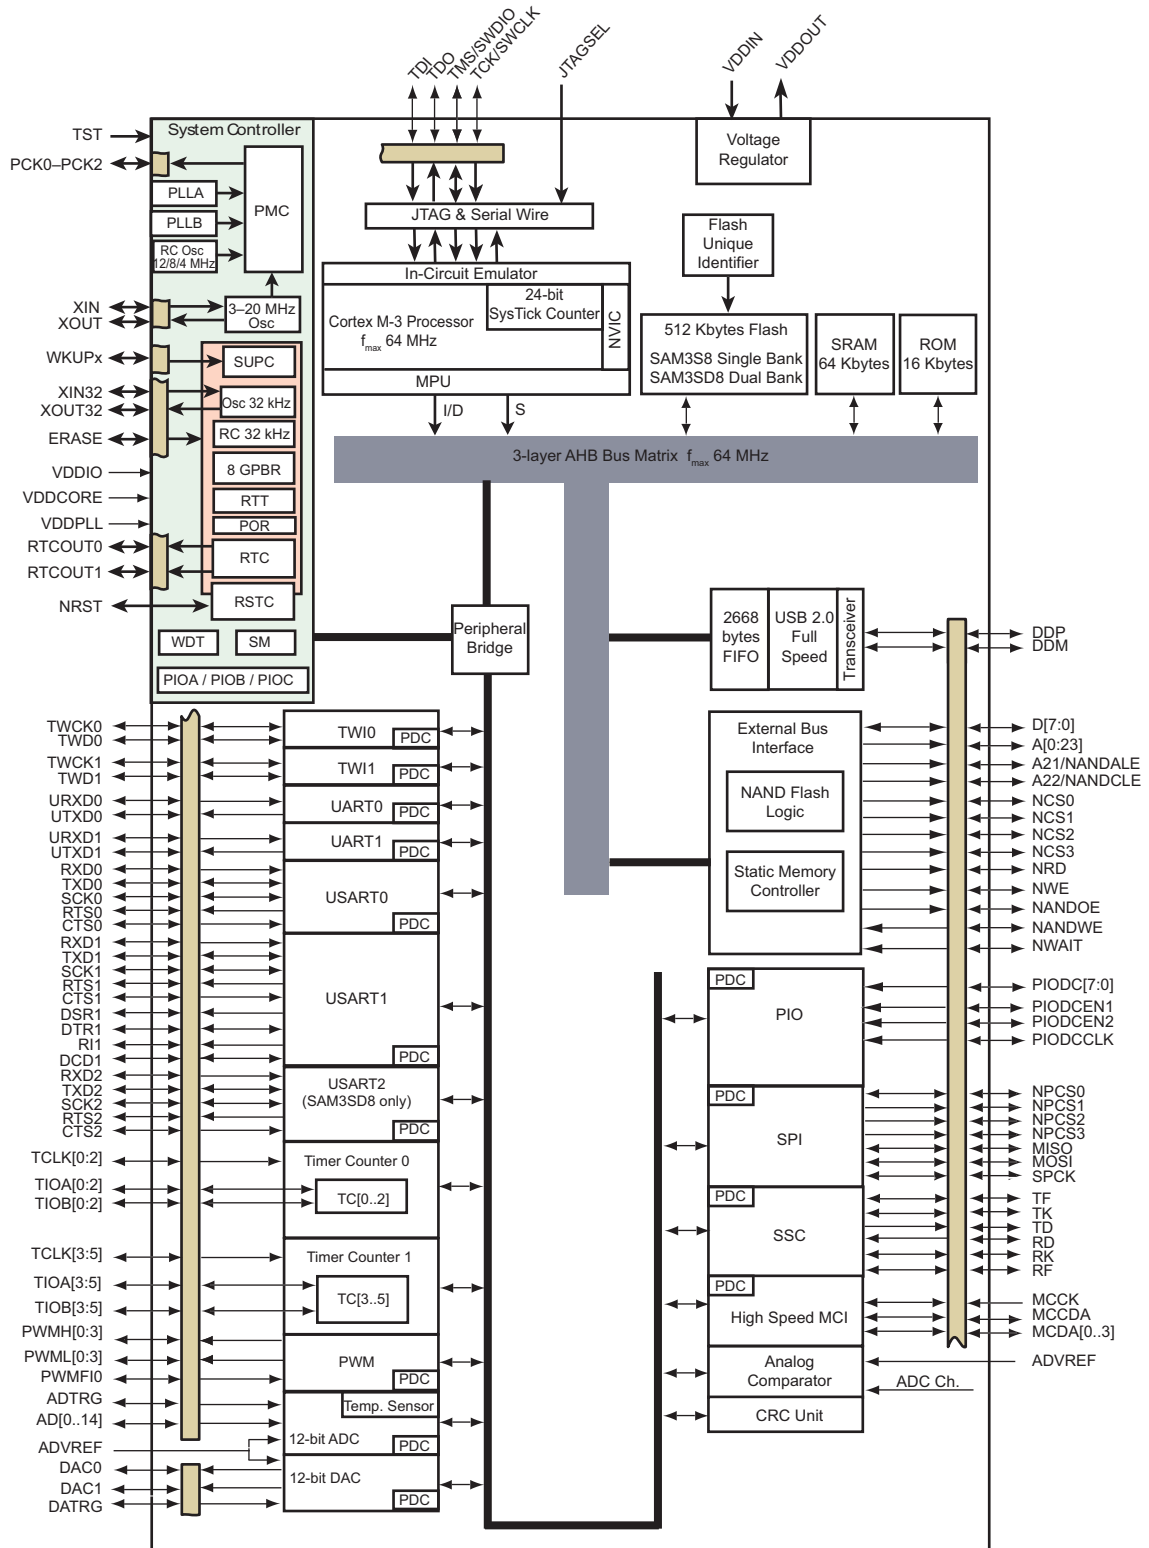 TDI
TDO
TMS/SWDIO
TCK/SWCLK
JTAGSEL
VDDIN
VDDOUT
TST
PCK0–PCK2
System Controller
PLLA
PLLB
RC Osc
12/8/4 MHz
PMC
XIN
XOUT
3–20 MHz
Osc
WKUPx
SUPC
XIN32
XOUT32
Osc 32 kHz
ERASE
RC 32 kHz
VDDIO
8 GPBR
VDDCORE
RTT
VDDPLL
POR
RTCOUT0
RTCOUT1
RTC
NRST
RSTC
WDT
SM
PIOA / PIOB / PIOC
Voltage
Regulator
JTAG & Serial Wire
Flash
Unique
Identifier
In-Circuit Emulator
24-bit
SysTick Counter
Cortex M-3 Processor
fmax 64 MHz
NVIC
MPU
I/D
S
512 Kbytes Flash
SAM3S8 Single Bank
SAM3SD8 Dual Bank
SRAM
64 Kbytes
ROM
16 Kbytes
3-layer AHB Bus Matrix fmax 64 MHz
Peripheral
Bridge
2668
bytes
FIFO
USB 2.0
Full
Speed
Transceiver
DDP
DDM
TWCK0
TWD0
TWI0
PDC
TWCK1
TWD1
TWI1
PDC
URXD0
UTXD0
UART0
PDC
URXD1
UTXD1
UART1
PDC
RXD0
TXD0
SCK0
RTS0
CTS0
USART0
PDC
RXD1
TXD1
SCK1
RTS1
CTS1
DSR1
DTR1
RI1
DCD1
USART1
PDC
RXD2
TXD2
SCK2
RTS2
CTS2
USART2
(SAM3SD8 only)
PDC
TCLK[0:2]
TIOA[0:2]
TIOB[0:2]
Timer Counter 0
TC[0..2]
TCLK[3:5]
TIOA[3:5]
TIOB[3:5]
Timer Counter 1
TC[3..5]
PWMH[0:3]
PWML[0:3]
PWMFI0
PWM
PDC
ADTRG
AD[0..14]
Temp. Sensor
12-bit ADC
PDC
ADVREF
DAC0
DAC1
DATRG
12-bit DAC
PDC
External Bus
Interface
NAND Flash
Logic
Static Memory
Controller
D[7:0]
A[0:23]
A21/NANDALE
A22/NANDCLE
NCS0
NCS1
NCS2
NCS3
NRD
NWE
NANDOE
NANDWE
NWAIT
PDC
PIO
PIODC[7:0]
PIODCEN1
PIODCEN2
PIODCCLK
PDC
SPI
NPCS0
NPCS1
NPCS2
NPCS3
MISO
MOSI
SPCK
PDC
SSC
TF
TK
TD
RD
RK
RF
PDC
High Speed MCI
MCCK
MCCDA
MCDA[0..3]
Analog
Comparator
ADVREF
ADC Ch.
CRC Unit